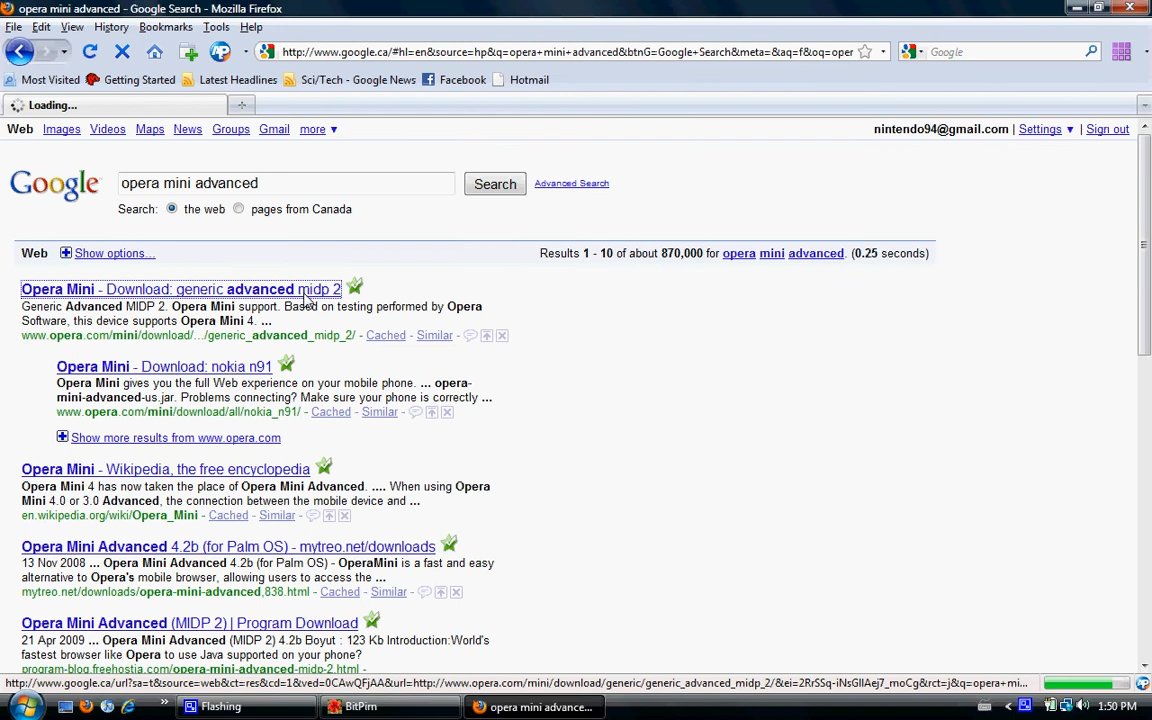 opera mini advanced - Google Search - Mozilla Firefox
File Edit View History Bookmarks Tools Help
http://www.google.ca/#hl=en&source=hp&q=opera+mini+advanced&btnG=Google+Search&meta=&aq=f&oq=oper
Google
Most Visited Getting Started Latest Headlines Sci/Tech - Google News Facebook Hotmail
Loading...
Web Images Videos Maps News Groups Gmail more ▼ nintendo94@gmail.com | Settings ▼ | Sign out
Google opera mini advanced Search Advanced Search
Search: the web pages from Canada
Web Show options... Results 1 - 10 of about 870,000 for opera mini advanced. (0.25 seconds)
Opera Mini - Download: generic advanced midp 2
Generic Advanced MIDP 2. Opera Mini support. Based on testing performed by Opera
Software, this device supports Opera Mini 4. ...
www.opera.com/mini/download/.../generic_advanced_midp_2/ - Cached - Similar -
Opera Mini - Download: nokia n91
Opera Mini gives you the full Web experience on your mobile phone. ... opera-
mini-advanced-us.jar. Problems connecting? Make sure your phone is correctly ...
www.opera.com/mini/download/all/nokia_n91/ - Cached - Similar -
Show more results from www.opera.com
Opera Mini - Wikipedia, the free encyclopedia
Opera Mini 4 has now taken the place of Opera Mini Advanced. .... When using Opera
Mini 4.0 or 3.0 Advanced, the connection between the mobile device and ...
en.wikipedia.org/wiki/Opera_Mini - Cached - Similar -
Opera Mini Advanced 4.2b (for Palm OS) - mytreo.net/downloads
13 Nov 2008 ... Opera Mini Advanced 4.2b (for Palm OS) - OperaMini is a fast and easy
alternative to Opera's mobile browser, allowing users to access the ...
mytreo.net/downloads/opera-mini-advanced,838.html - Cached - Similar -
Opera Mini Advanced (MIDP 2) | Program Download
21 Apr 2009 ... Opera Mini Advanced (MIDP 2) 4.2b Boyut : 123 Kb Introduction:World's
fastest browser like Opera to use Java supported on your phone?
program-blog.freehostia.com/opera-mini-advanced-midp-2.html -
http://www.google.ca/url?sa=t&source=web&ct=res&cd=1&ved=0CAwQFjAA&url=http://www.opera.com/mini/download/generic/generic_advanced_midp_2/&ei=2RrSSq-iNsGIlAej7_moCg&rct=j&q=opera+mi...
Flashing BitPim opera mini advance... 1:50 PM